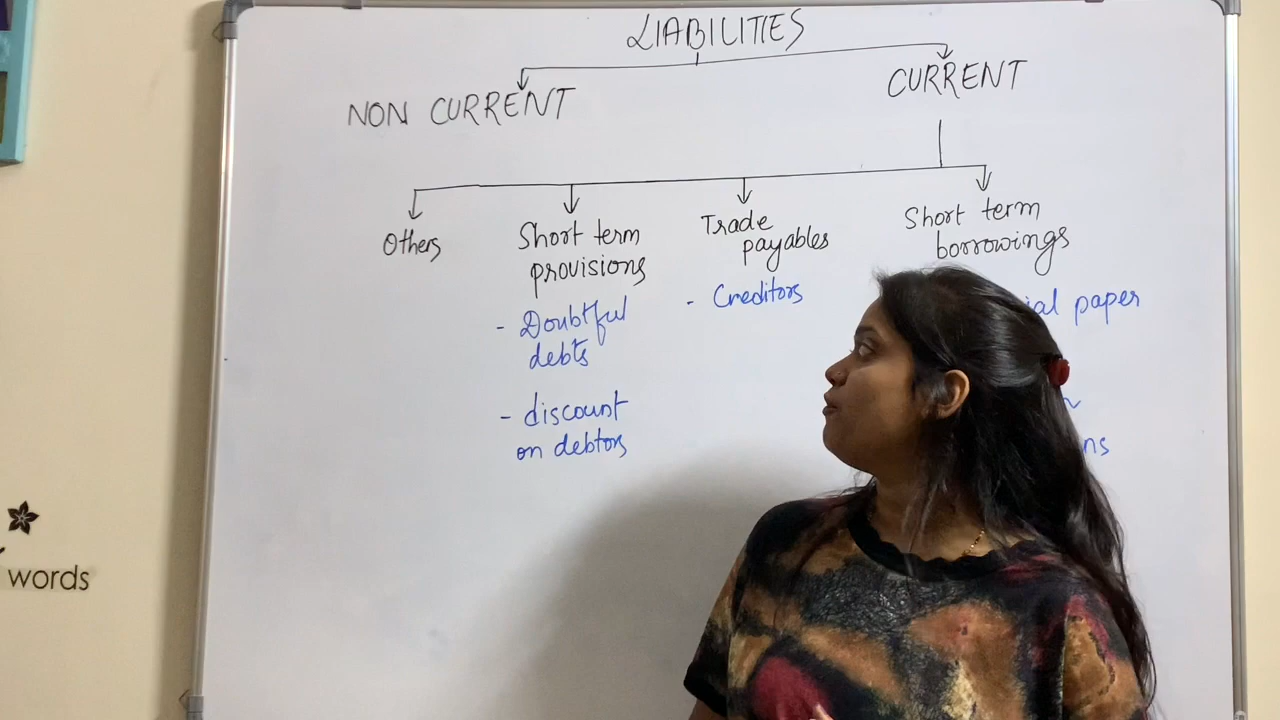 LIABILITIES
NON CURRENT
CURRENT
Others
Short term
provisions
- Doubtful
debts
- discount
on debtors
Trade
payables
- Creditors
Short term
borrowings
paper
words